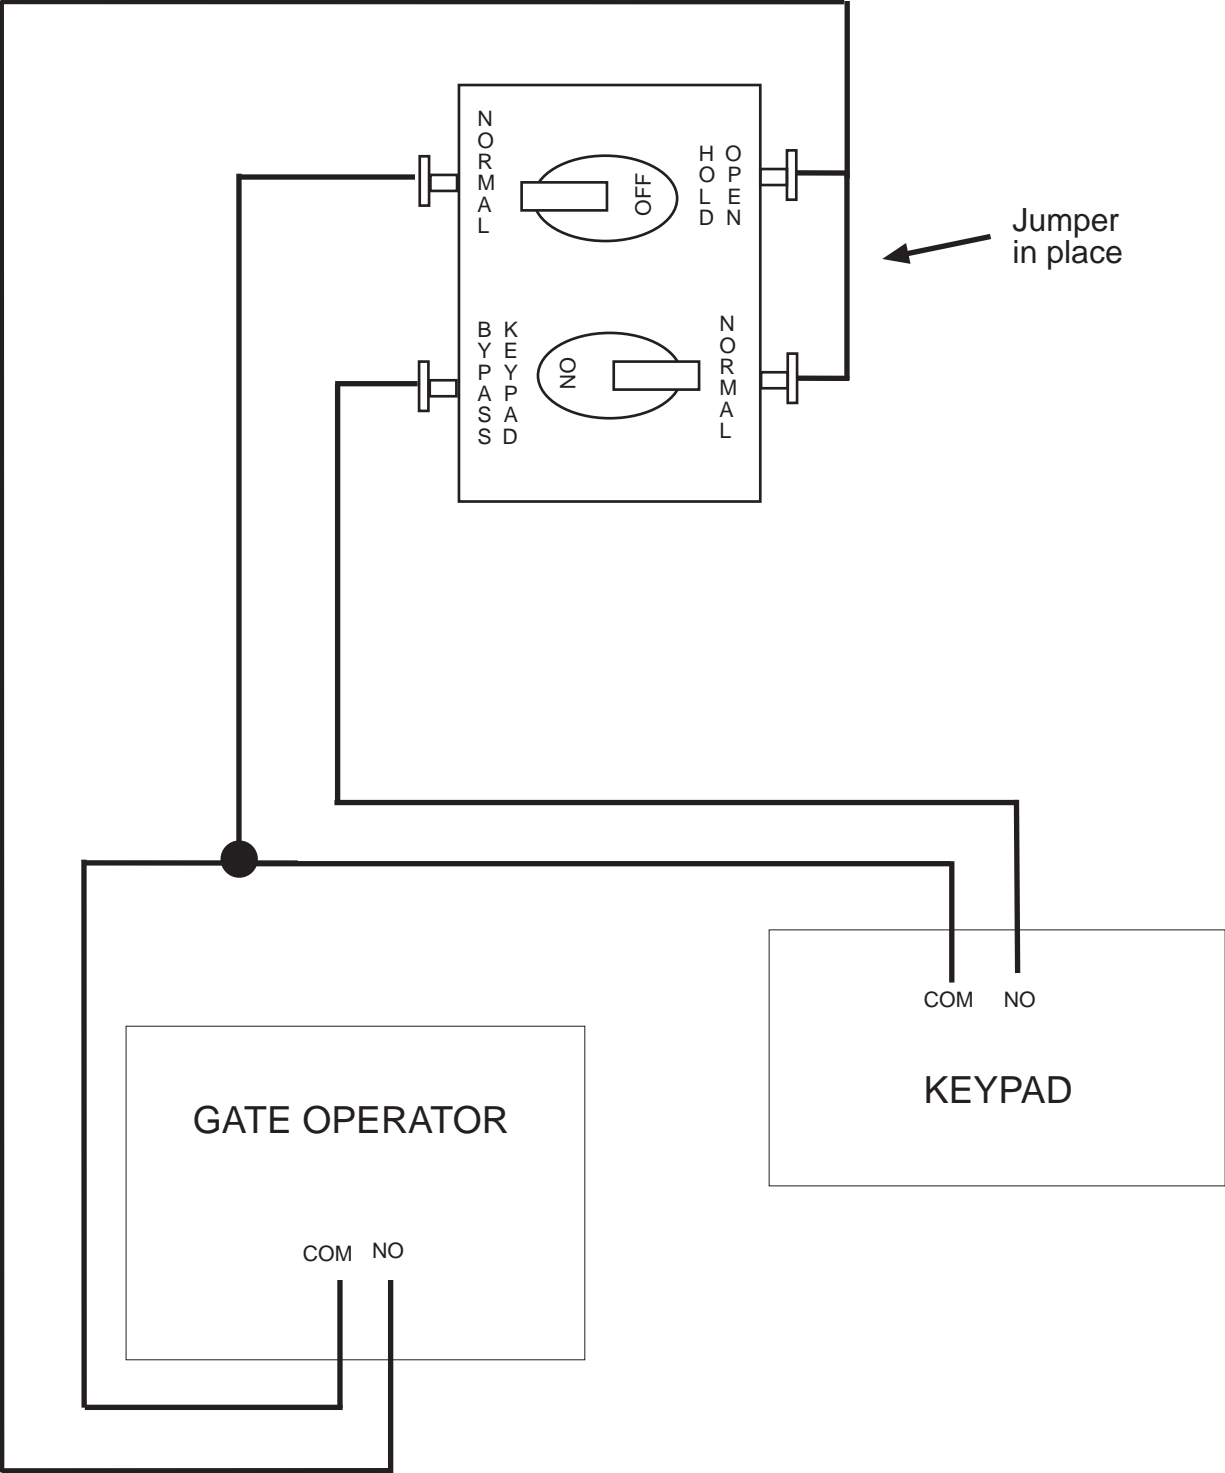 NORMAL
OFF
HOLD
OPEN
Jumper
in place
BYPASS
KEYPAD
ON
NORMAL
COM NO
KEYPAD
GATE OPERATOR
COM NO